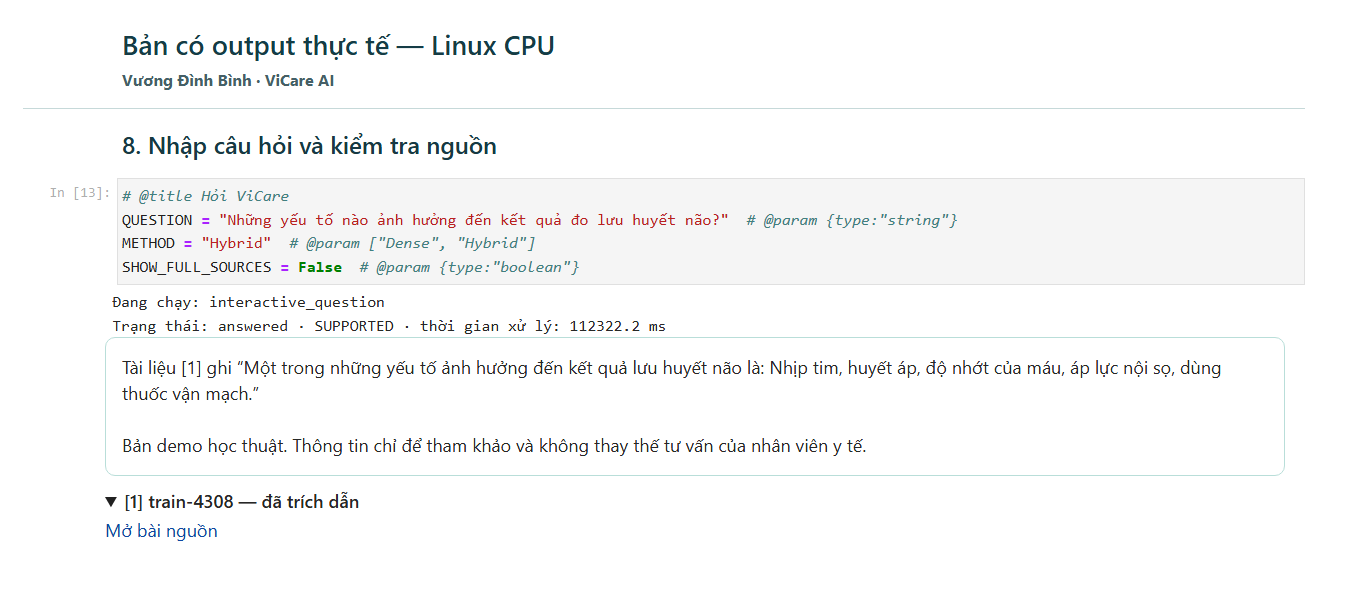 Bản có output thực tế — Linux CPU
Vương Đình Bình · ViCare AI
8. Nhập câu hỏi và kiểm tra nguồn
In [13]:
# @title Hỏi ViCare
QUESTION = "Những yếu tố nào ảnh hưởng đến kết quả đo lưu huyết não?"  # @param {type:"string"}
METHOD = "Hybrid"  # @param ["Dense", "Hybrid"]
SHOW_FULL_SOURCES = False  # @param {type:"boolean"}
Đang chạy: interactive_question
Trạng thái: answered · SUPPORTED · thời gian xử lý: 112322.2 ms
Tài liệu [1] ghi “Một trong những yếu tố ảnh hưởng đến kết quả lưu huyết não là: Nhịp tim, huyết áp, độ nhớt của máu, áp lực nội sọ, dùng
thuốc vận mạch.”
Bản demo học thuật. Thông tin chỉ để tham khảo và không thay thế tư vấn của nhân viên y tế.
▼ [1] train-4308 — đã trích dẫn
Mở bài nguồn